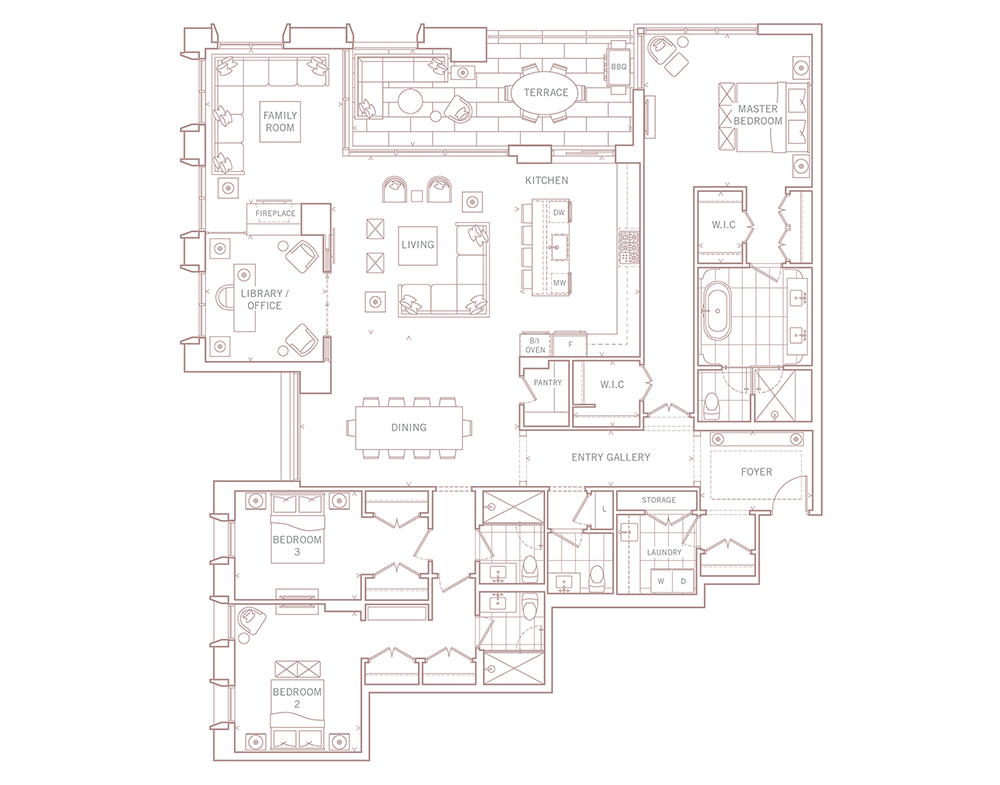 BBQ
TERRACE
MASTER
BEDROOM
FAMILY
ROOM
KITCHEN
FIREPLACE
DW
W.I.C
LIVING
MW
LIBRARY /
OFFICE
B/I
OVEN
F
PANTRY
W.I.C
DINING
ENTRY GALLERY
FOYER
STORAGE
L
BEDROOM
3
LAUNDRY
W
D
BEDROOM
2